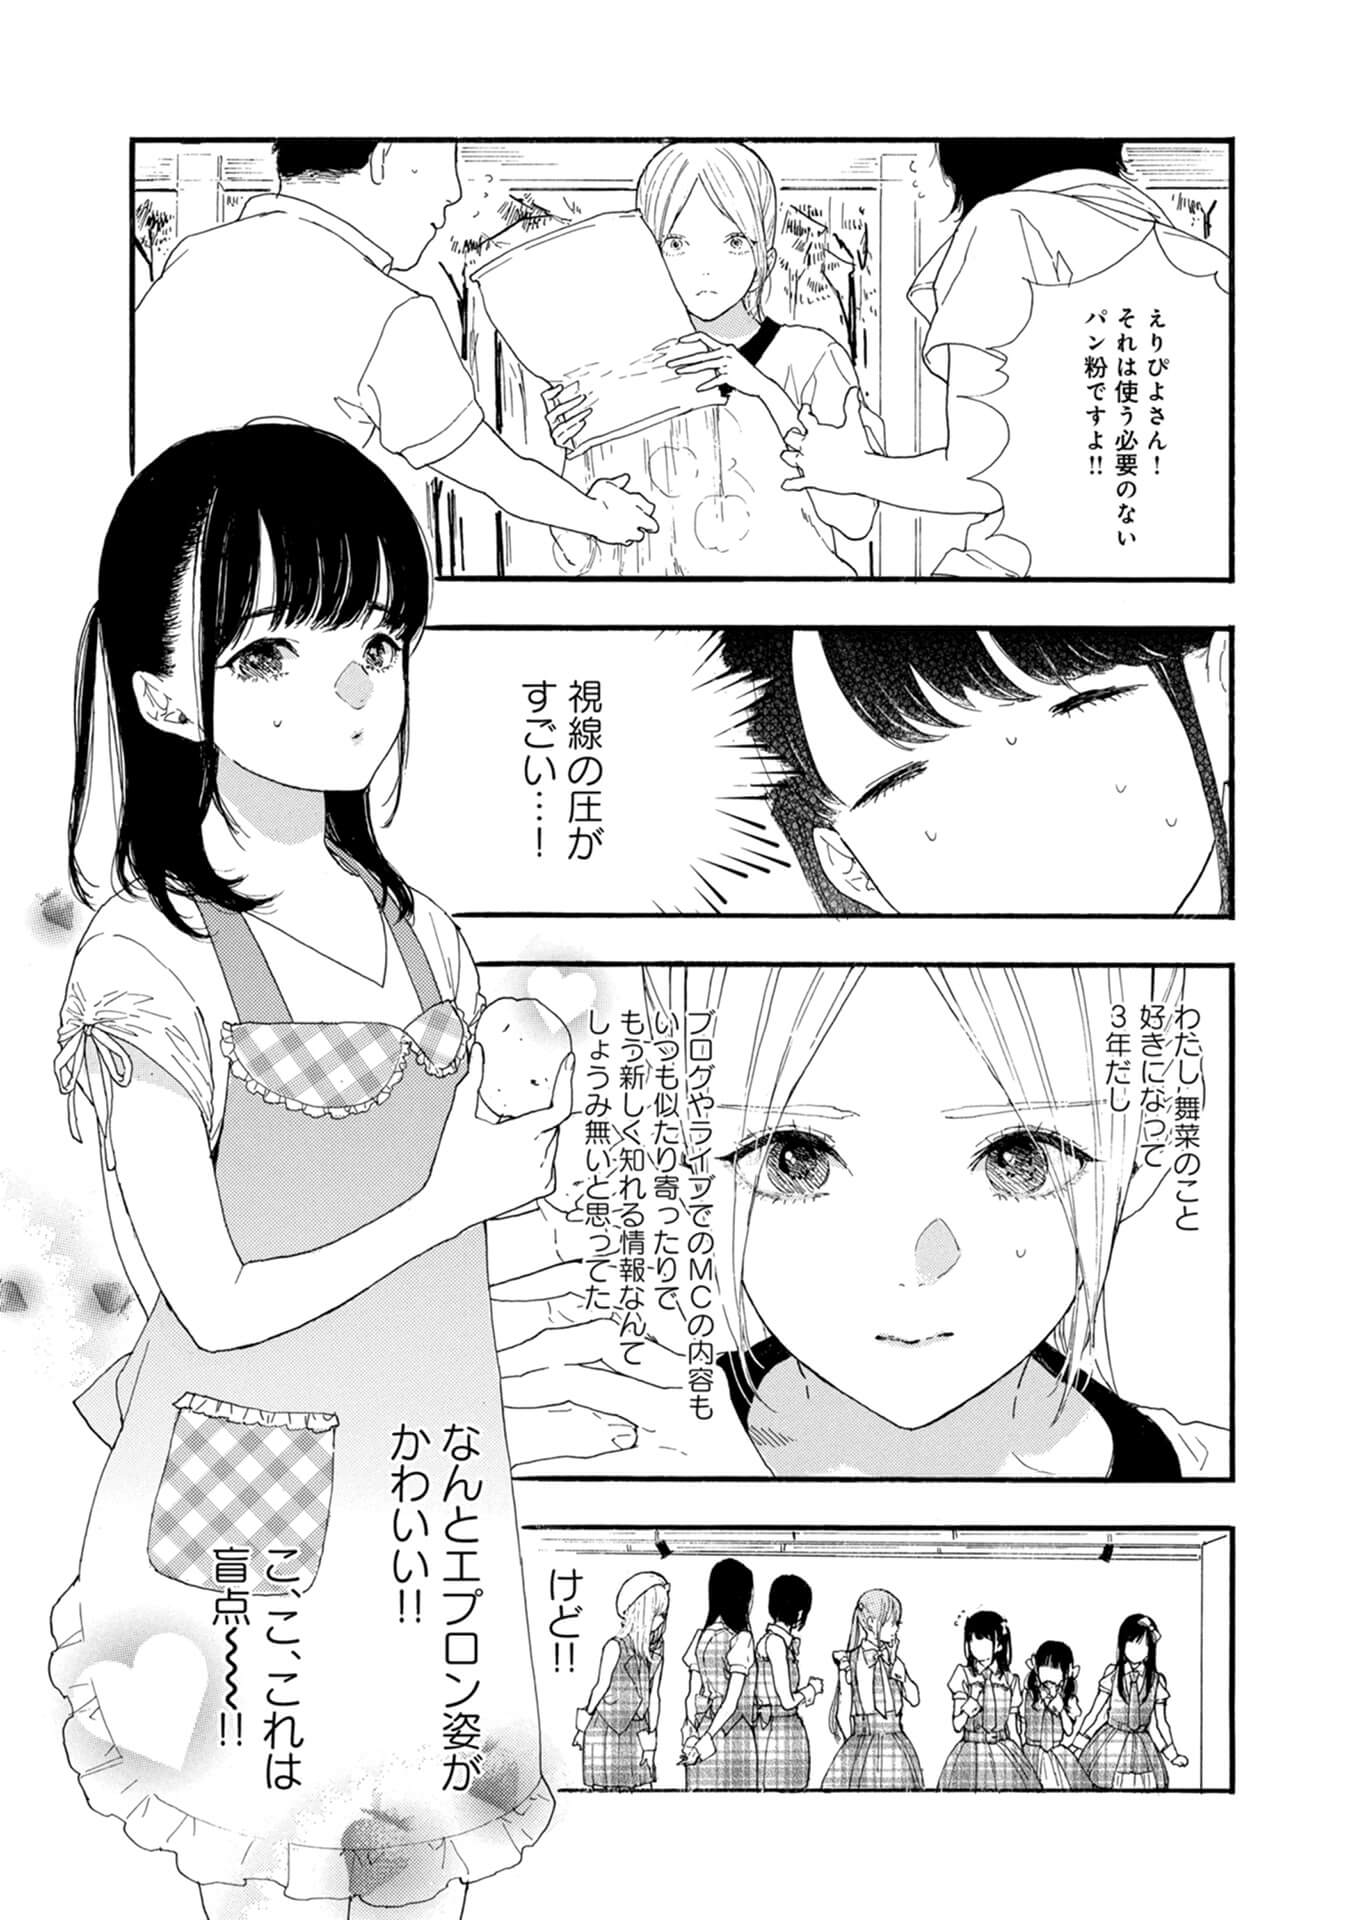 えりぴよさん！
それは使う必要のない
パン粉ですよ！！
視線の圧が
すごい……！
わたし舞菜のこと
好きになって
3年だし
ブログやライブでのMCの内容も
いつも似たり寄ったりで
もう新しく知れる情報なんて
しょうみ無いと思ってた
けど！！
なんとエプロン姿が
かわいい！！
こ、こ、これは
盲点〜〜〜！！